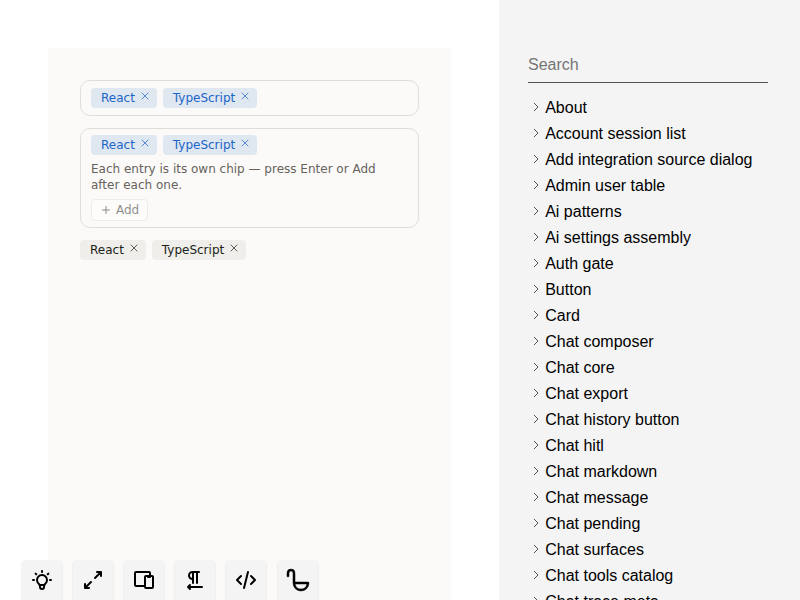 React TypeScript
React TypeScript
Each entry is its own chip — press Enter or Add
after each one.
Add
React TypeScript
Search
About
Account session list
Add integration source dialog
Admin user table
Ai patterns
Ai settings assembly
Auth gate
Button
Card
Chat composer
Chat core
Chat export
Chat history button
Chat hitl
Chat markdown
Chat message
Chat pending
Chat surfaces
Chat tools catalog
Chat trace meta